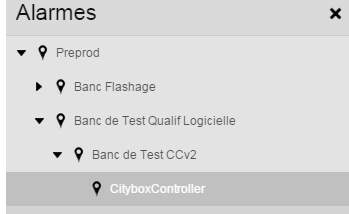 Alarmes
Preprod
Banc Flashage
Banc de Test Qualif Logicielle
Banc de Test CCv2
CityboxController